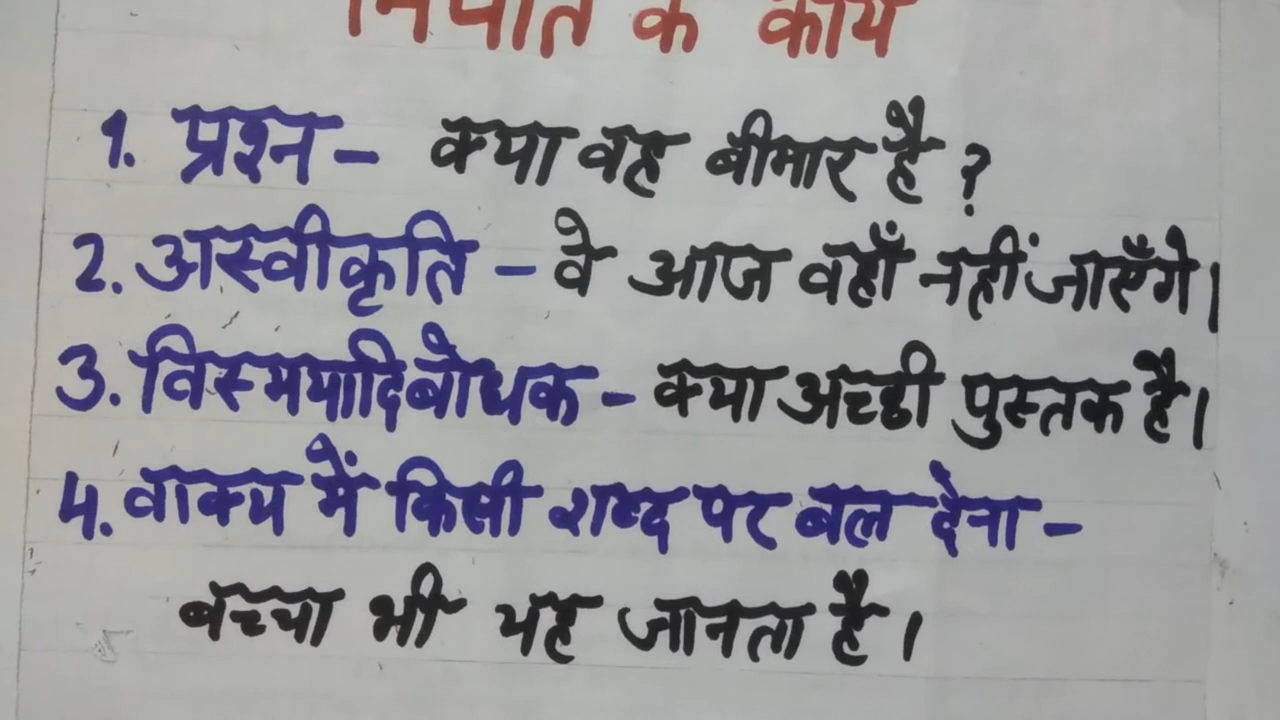 निपात के कार्य
1. प्रश्न - क्या वह बीमार है ?
2. अस्वीकृति - वे आज वहाँ नहीं जाएँगे।
3. विस्मयादिबोधक - क्या अच्छी पुस्तक है।
4. वाक्य में किसी शब्द पर बल देना -
बच्चा भी यह जानता है।